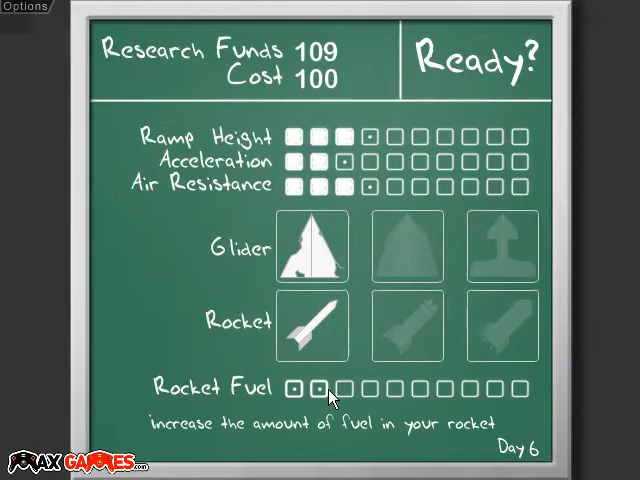 Options
Research Funds 109
Cost 100
Ready?
Ramp Height
Acceleration
Air Resistance
Glider
Rocket
Rocket Fuel
increase the amount of fuel in your rocket
Day 6
MAX GAMES.com